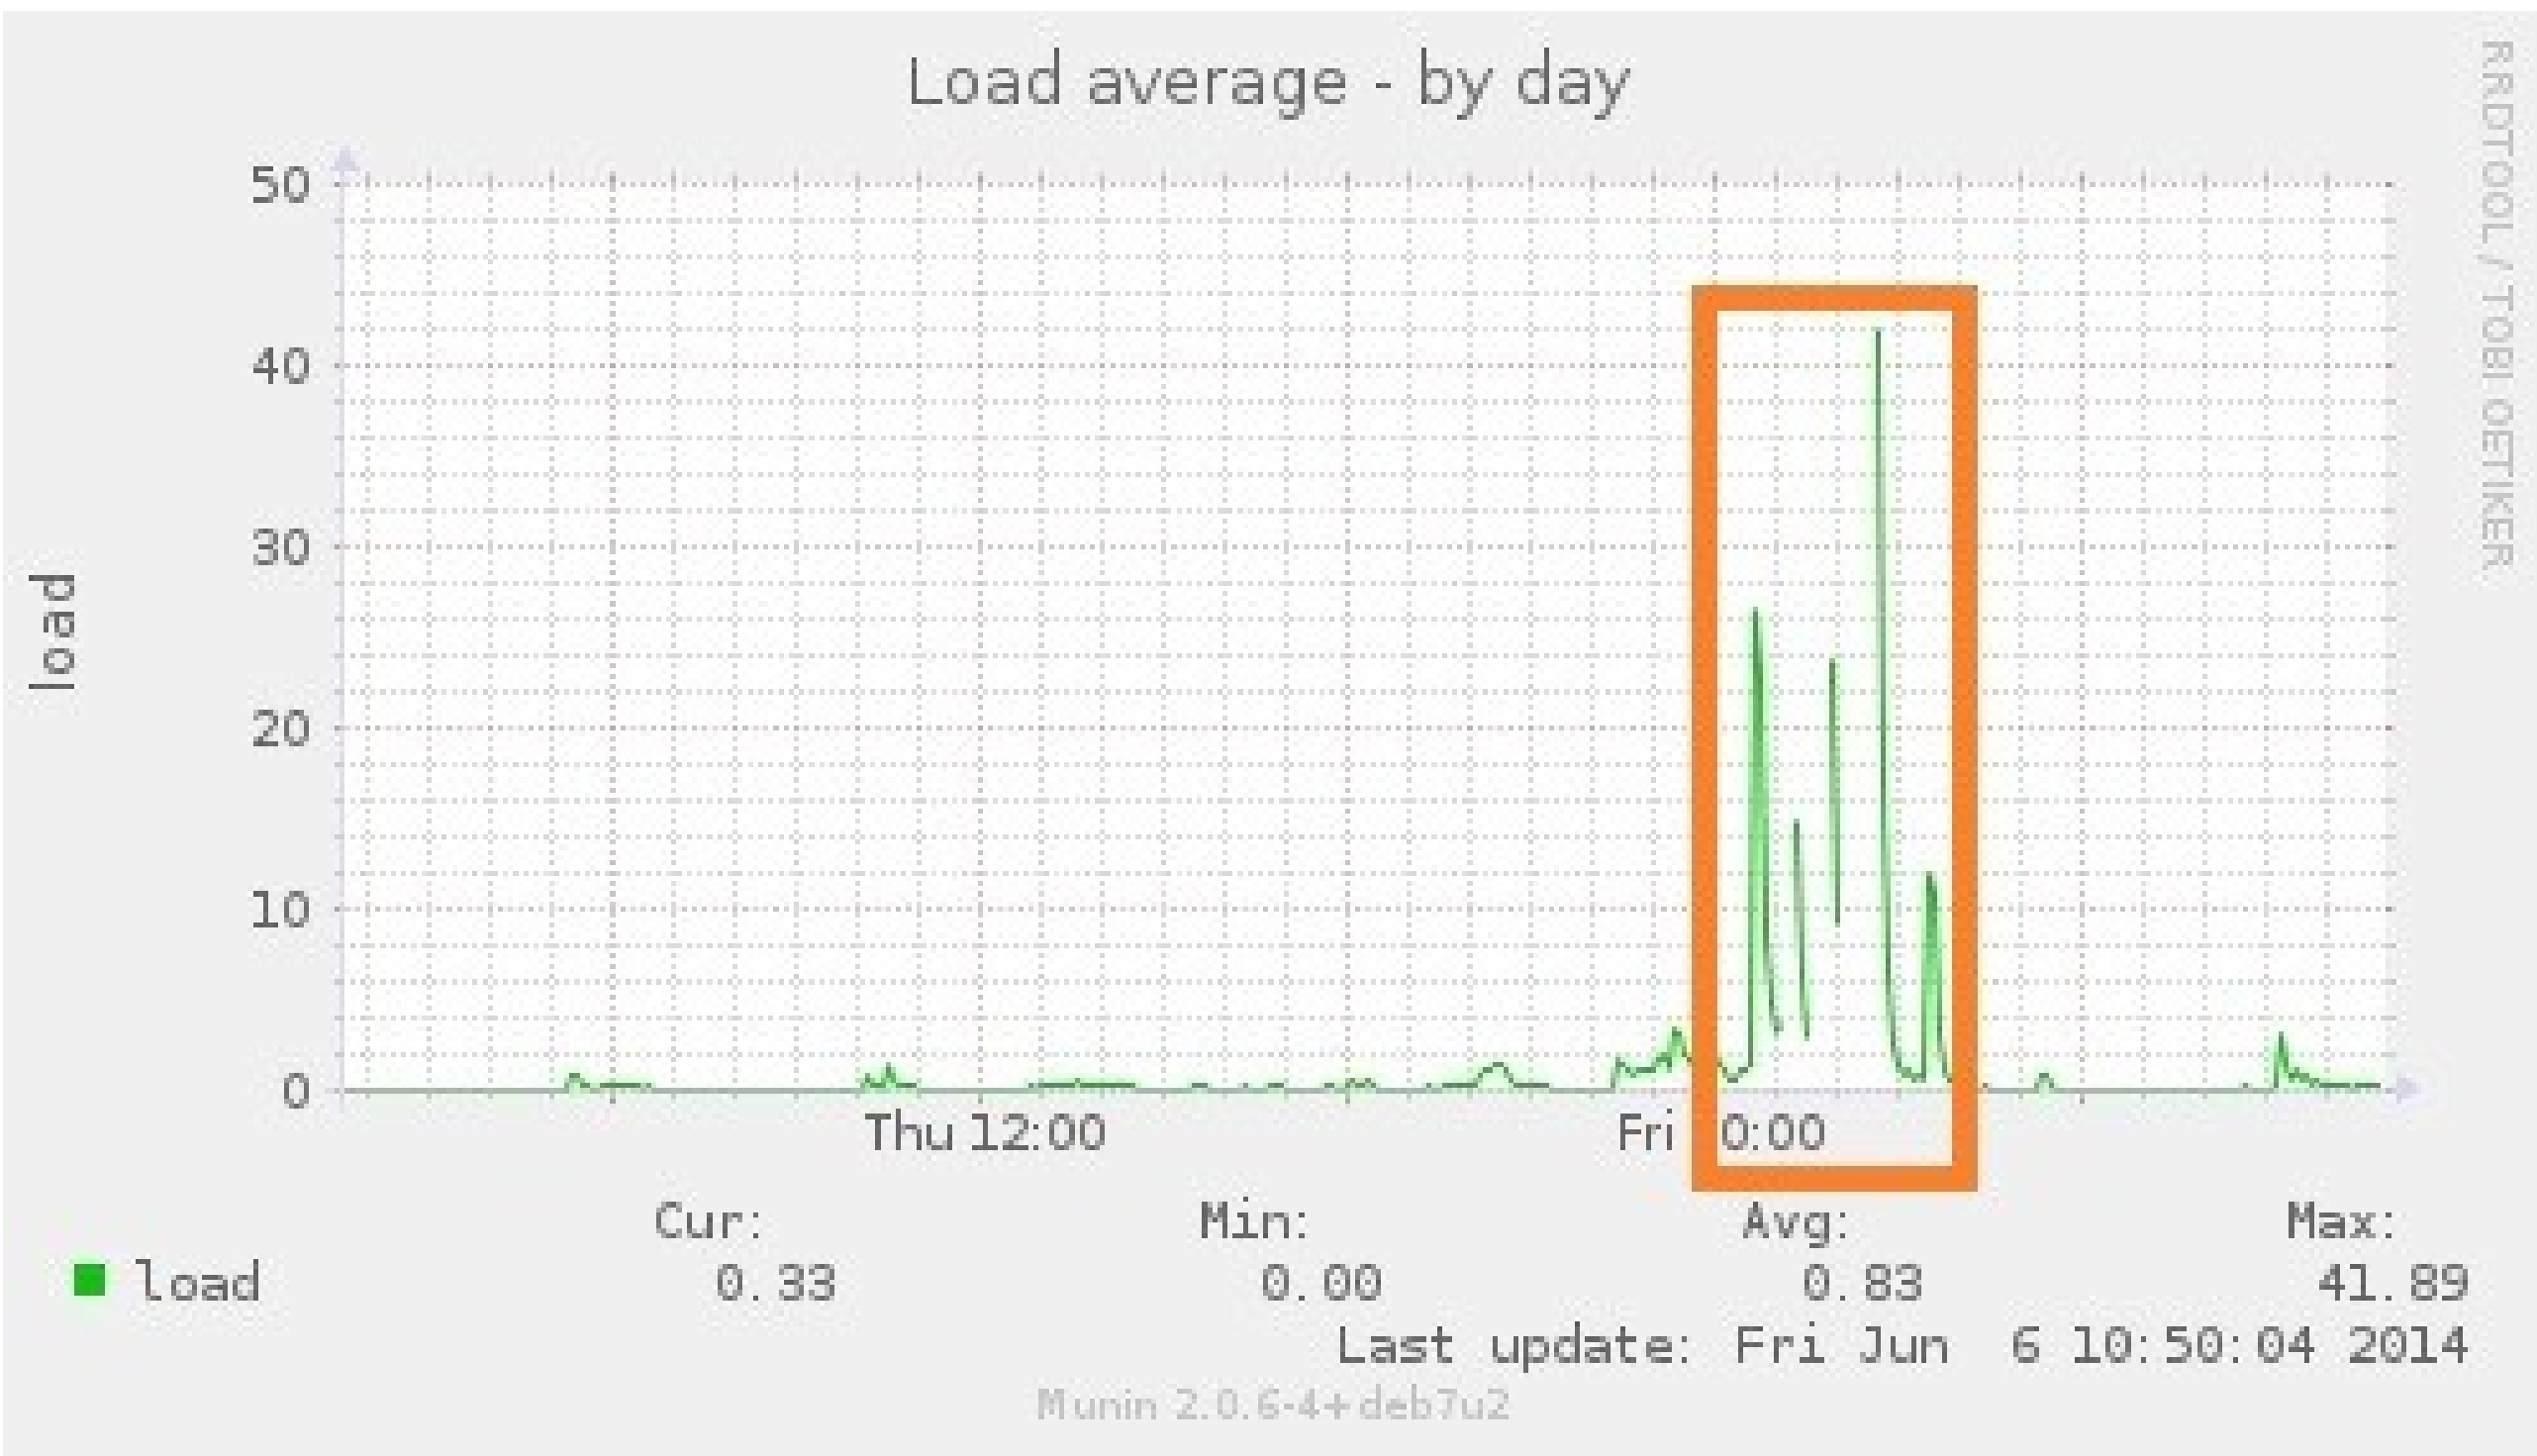 Load average - by day
RRDTOOL / TOBI OETIKER
load
50
40
30
20
10
0
Thu 12:00 Fri 0:00
Cur: Min: Avg: Max:
load 0.33 0.00 0.83 41.89
Last update: Fri Jun 6 10:50:04 2014
Munin 2.0.6-4+deb7u2